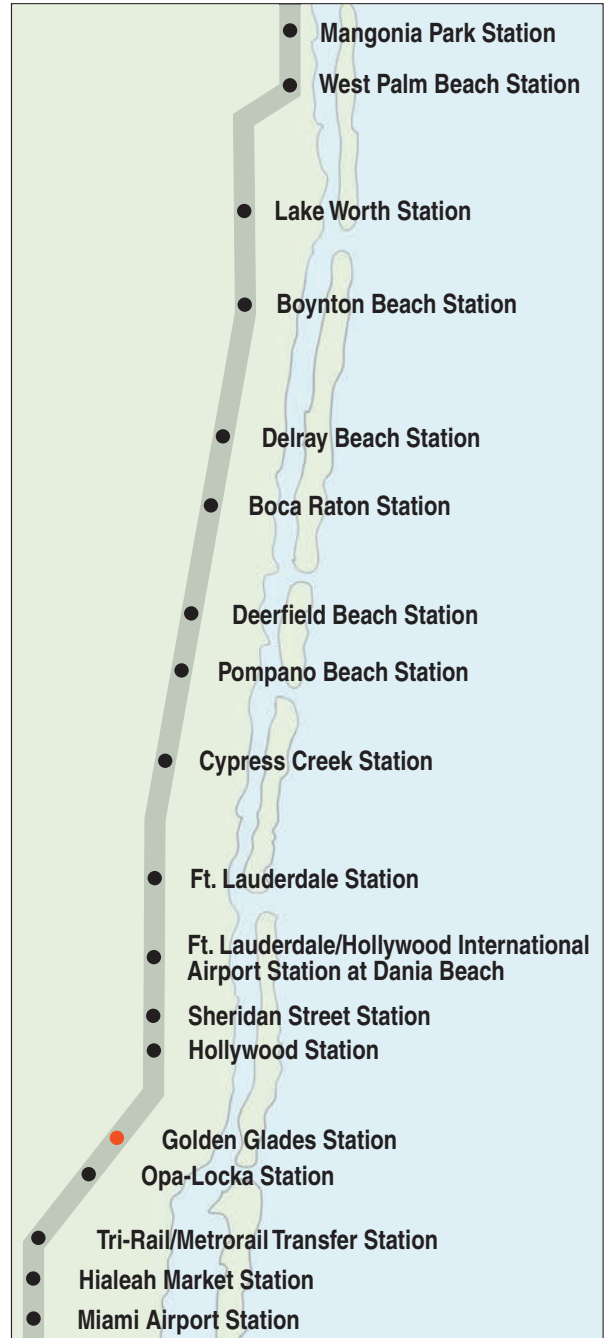 Mangonia Park Station
West Palm Beach Station
Lake Worth Station
Boynton Beach Station
Delray Beach Station
Boca Raton Station
Deerfield Beach Station
Pompano Beach Station
Cypress Creek Station
Ft. Lauderdale Station
Ft. Lauderdale/Hollywood International
Airport Station at Dania Beach
Sheridan Street Station
Hollywood Station
Golden Glades Station
Opa-Locka Station
Tri-Rail/Metrorail Transfer Station
Hialeah Market Station
Miami Airport Station